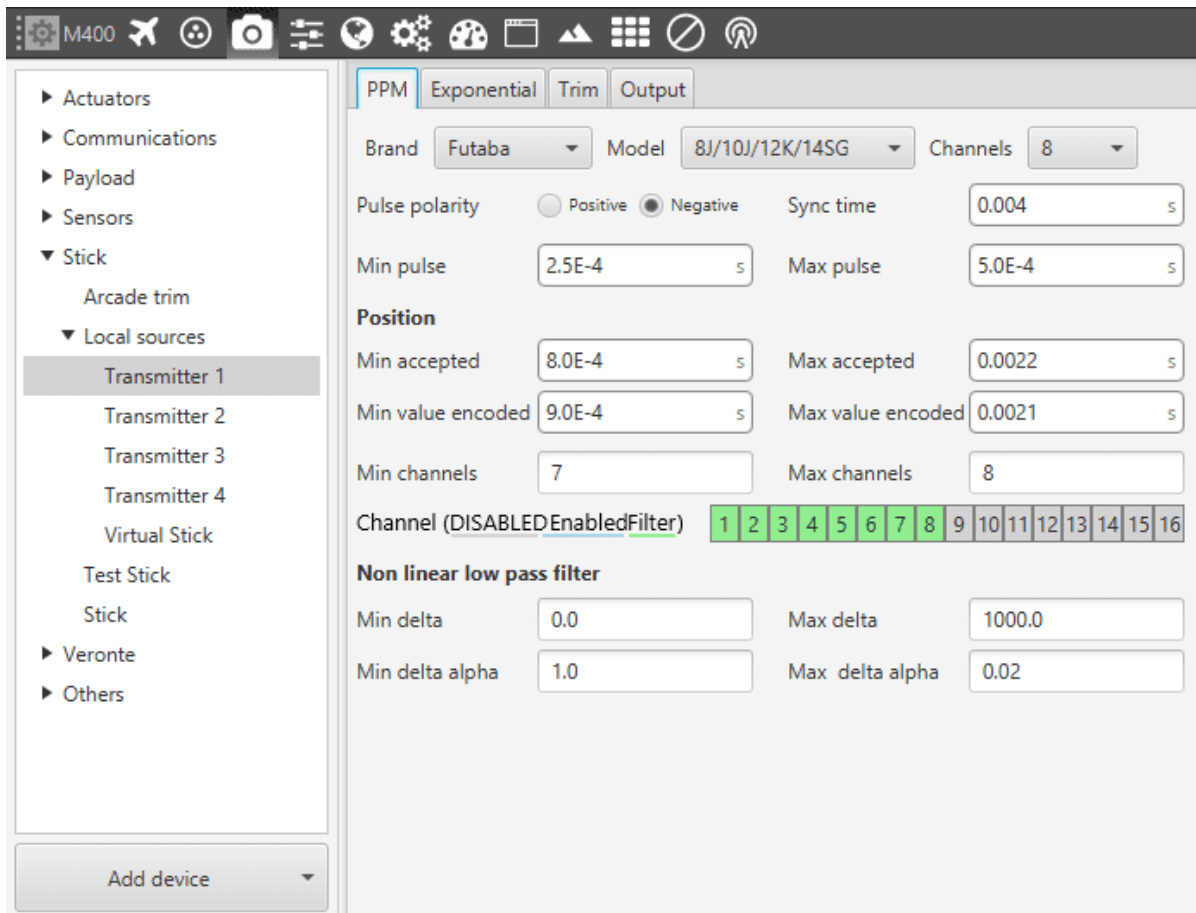 M400
Actuators
Communications
Payload
Sensors
Stick
Arcade trim
Local sources
Transmitter 1
Transmitter 2
Transmitter 3
Transmitter 4
Virtual Stick
Test Stick
Stick
Veronte
Others
Add device
PPM Exponential Trim Output
Brand Futaba Model 8J/10J/12K/14SG Channels 8
Pulse polarity Positive Negative Sync time 0.004 s
Min pulse 2.5E-4 s Max pulse 5.0E-4 s
Position
Min accepted 8.0E-4 s Max accepted 0.0022 s
Min value encoded 9.0E-4 s Max value encoded 0.0021 s
Min channels 7 Max channels 8
Channel (DISABLED Enabled Filter) 1 2 3 4 5 6 7 8 9 10 11 12 13 14 15 16
Non linear low pass filter
Min delta 0.0 Max delta 1000.0
Min delta alpha 1.0 Max delta alpha 0.02